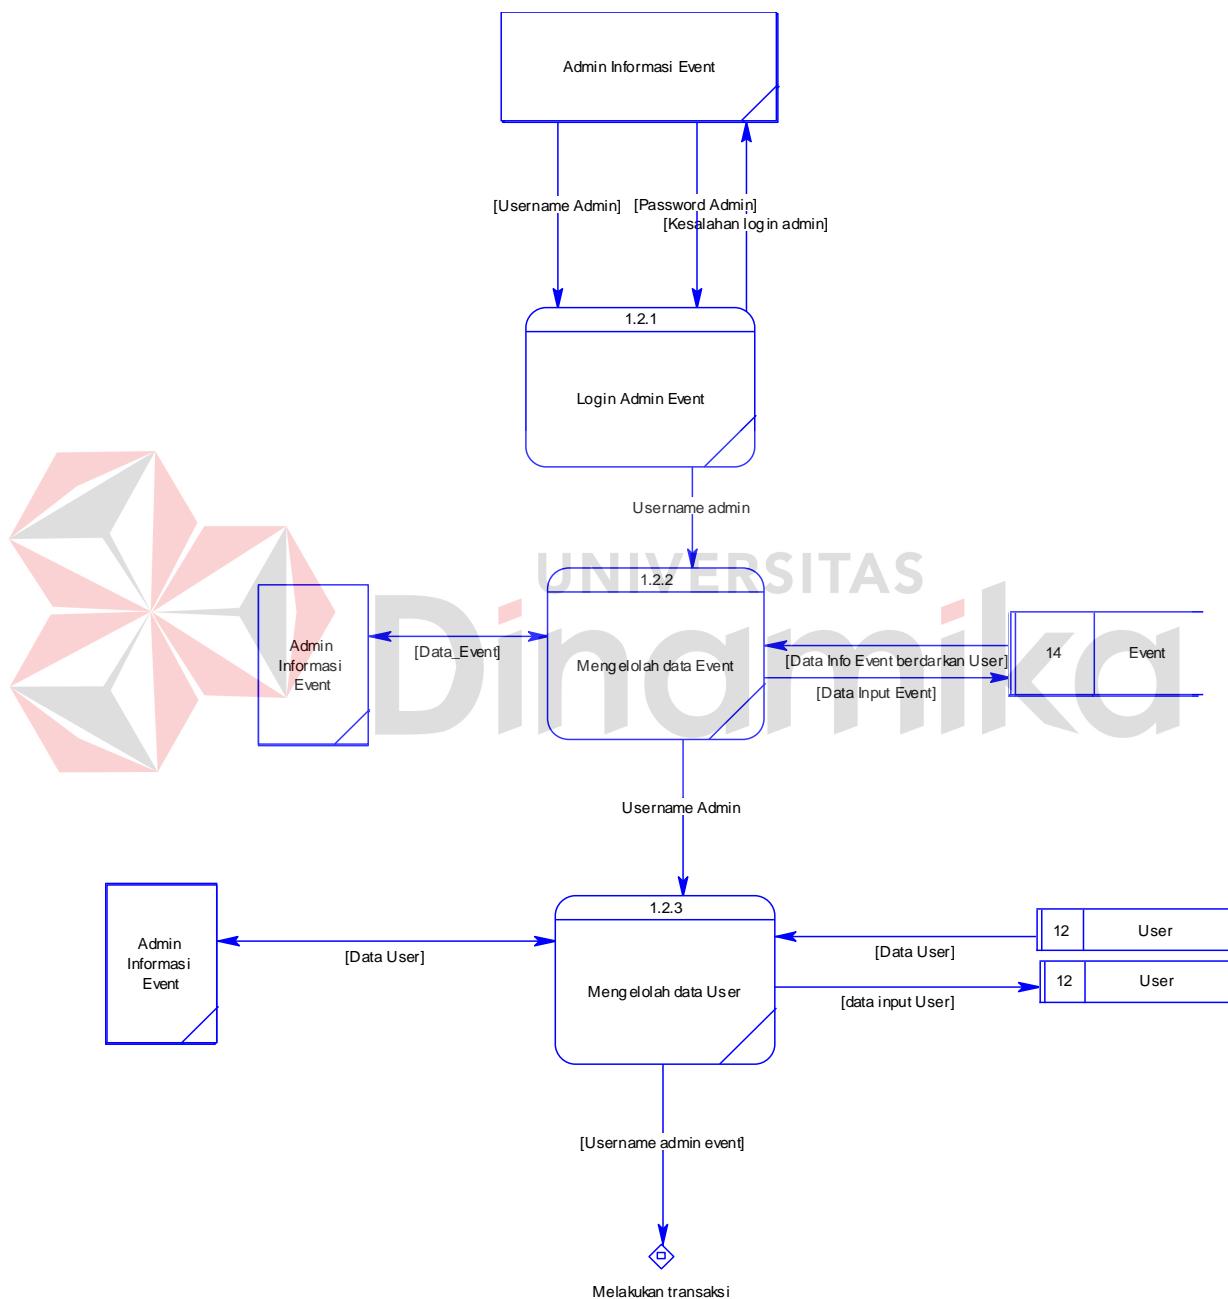 Admin Informasi Event
[Username Admin]
[Password Admin]
[Kesalahan login admin]
1.2.1
Login Admin Event
Username admin
UNIVERSITAS
Dinamika
1.2.2
Mengelolah data Event
Admin
Informasi
Event
[Data_Event]
[Data Info Event berdarkan User]
[Data Input Event]
14
Event
Username Admin
1.2.3
Mengelolah data User
Admin
Informasi
Event
[Data User]
[Data User]
[data input User]
12
User
12
User
[Username admin event]
Melakukan transaksi